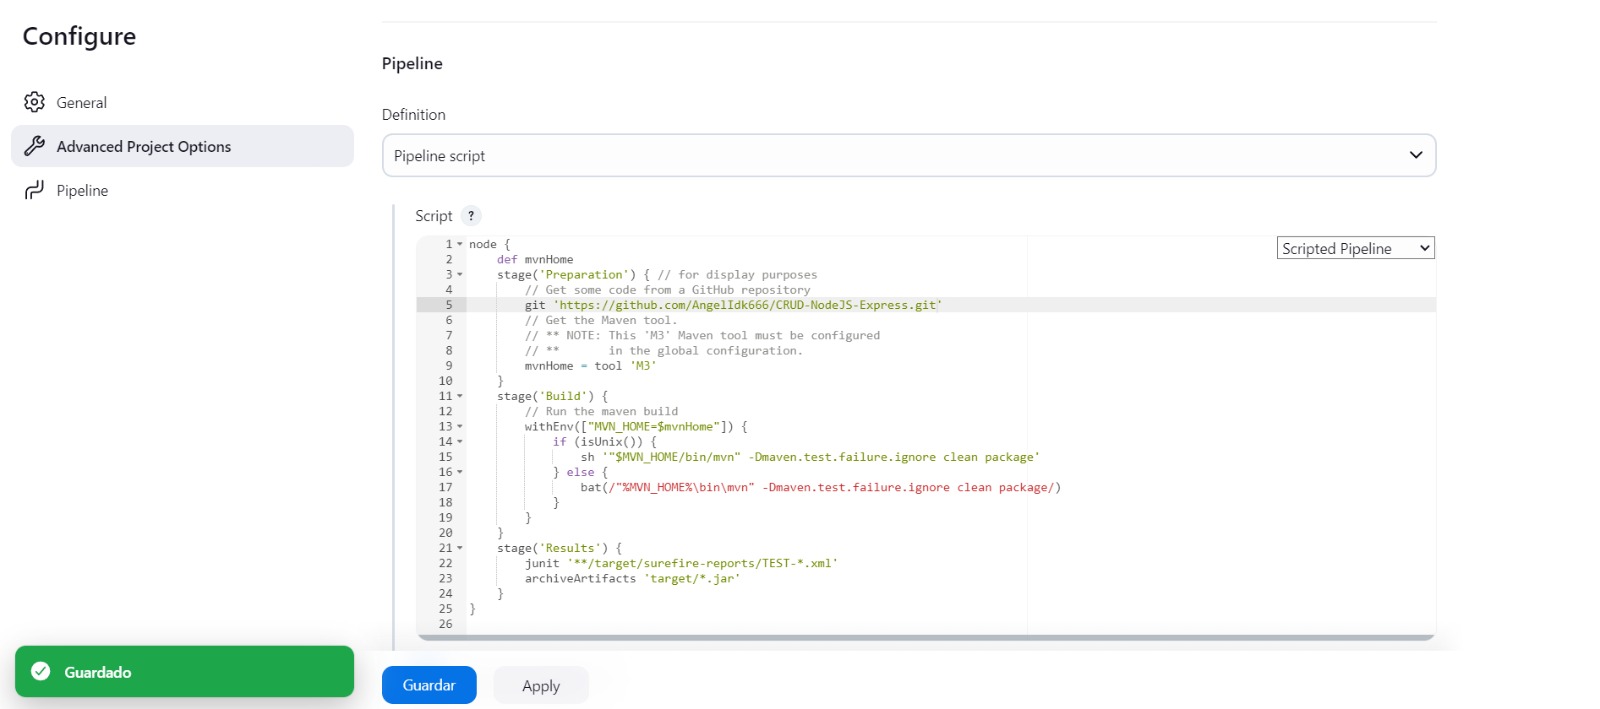 Configure
General
Advanced Project Options
Pipeline
Pipeline
Definition
Pipeline script
Script ?
Scripted Pipeline
1 node {
2     def mvnHome
3     stage('Preparation') { // for display purposes
4         // Get some code from a GitHub repository
5         git 'https://github.com/AngelIdk666/CRUD-NodeJS-Express.git'
6         // Get the Maven tool.
7         // ** NOTE: This 'M3' Maven tool must be configured
8         // **       in the global configuration.
9         mvnHome = tool 'M3'
10     }
11     stage('Build') {
12         // Run the maven build
13         withEnv(["MVN_HOME=$mvnHome"]) {
14             if (isUnix()) {
15                 sh '"$MVN_HOME/bin/mvn" -Dmaven.test.failure.ignore clean package'
16             } else {
17                 bat(/"%MVN_HOME%\bin\mvn" -Dmaven.test.failure.ignore clean package/)
18             }
19         }
20     }
21     stage('Results') {
22         junit '**/target/surefire-reports/TEST-*.xml'
23         archiveArtifacts 'target/*.jar'
24     }
25 }
26
Guardado
Guardar
Apply